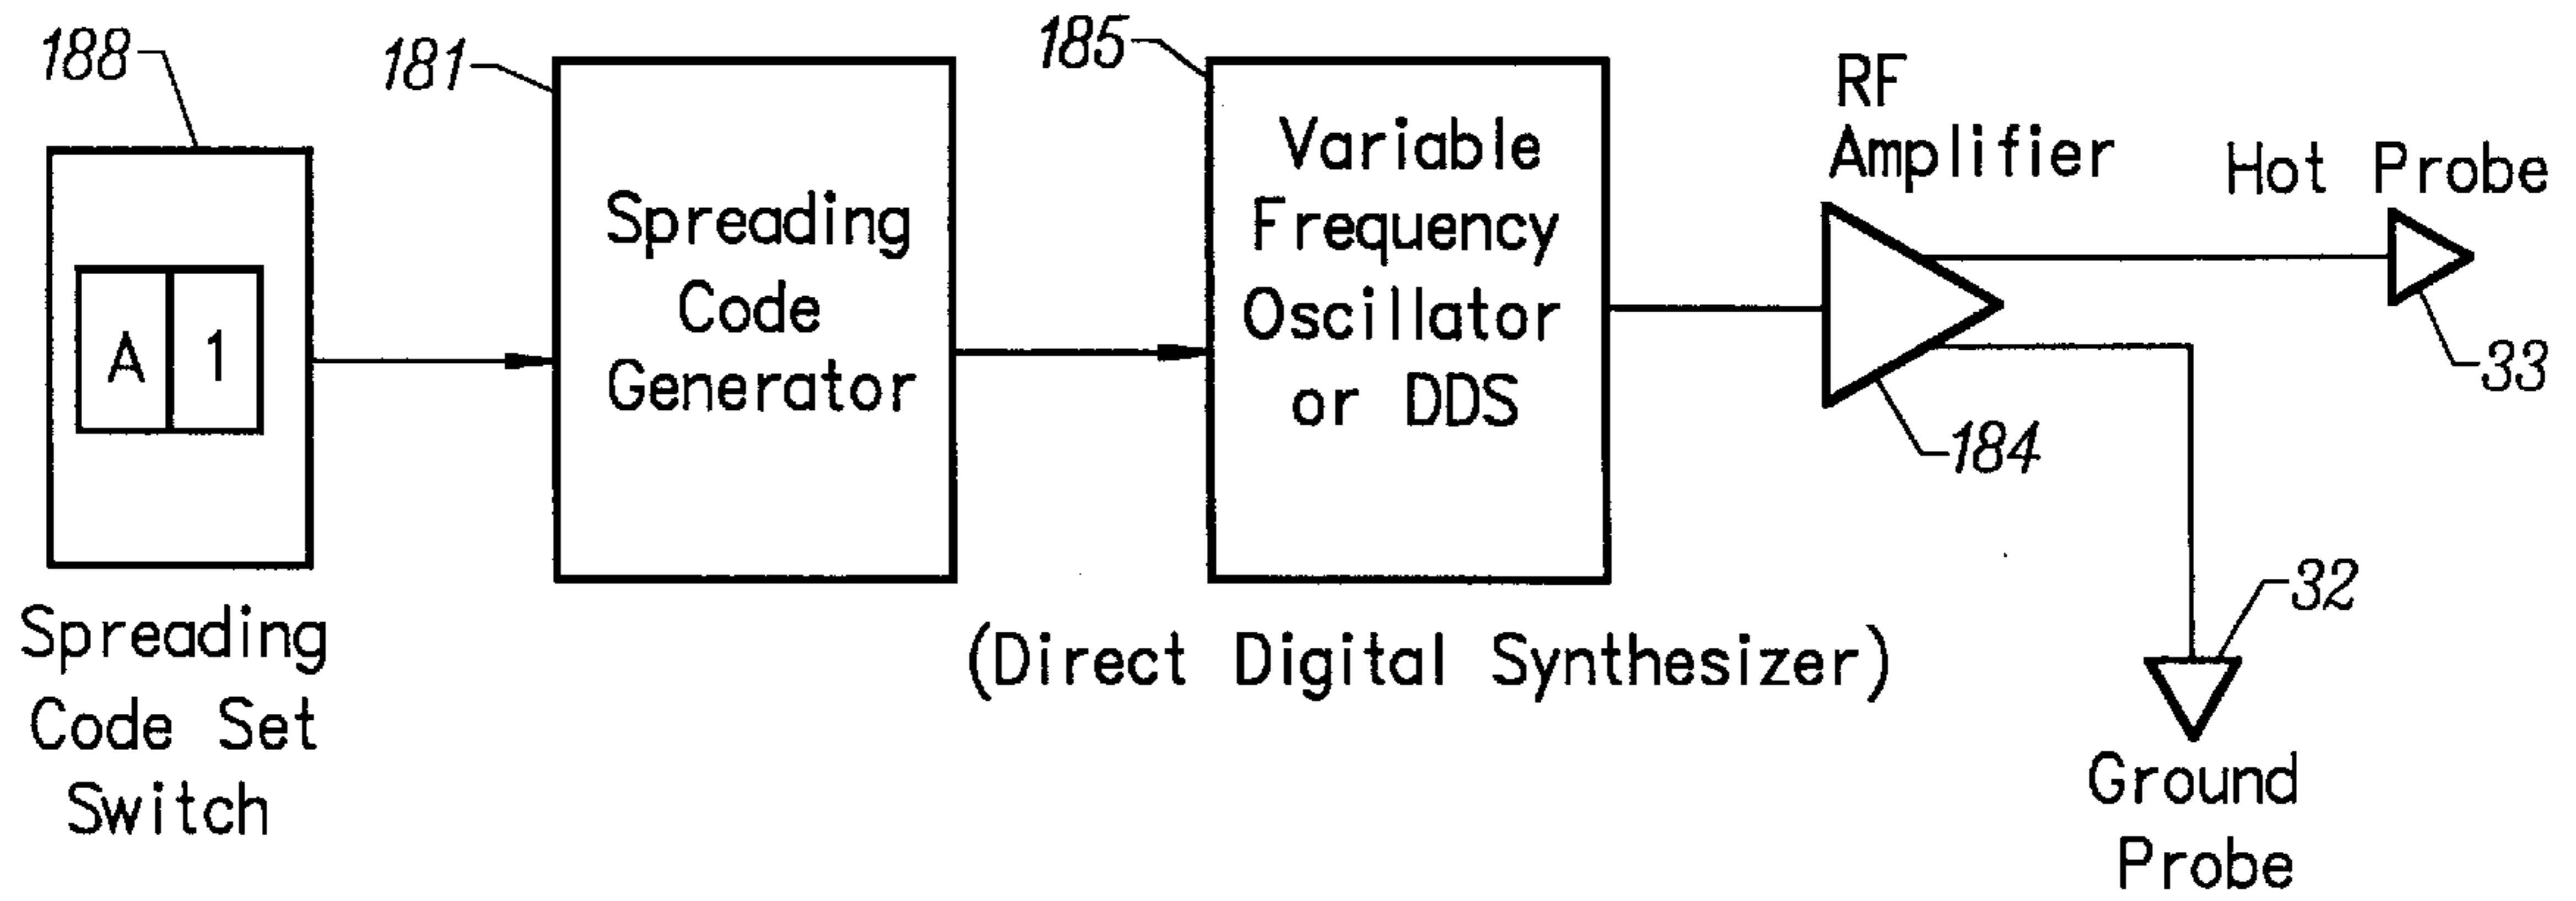 188
181
185
RF
Amplifier
Hot Probe
Variable
Frequency
Oscillator
or DDS
Spreading
Code
Generator
A 1
33
184
32
Spreading
Code Set
Switch
(Direct Digital Synthesizer)
Ground
Probe